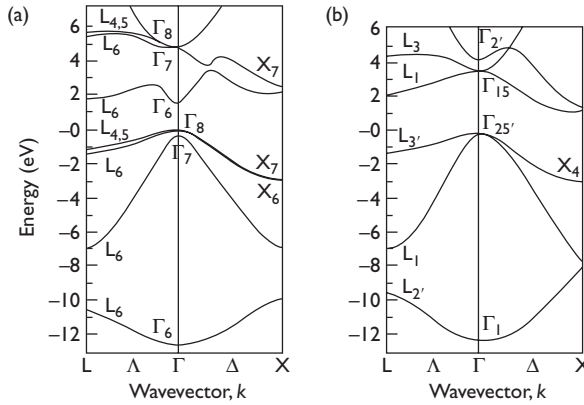 (a)
6
4
2
−0
−2
−4
−6
−8
−10
−12
Energy (eV)
L4,5
L6
L6
L4,5
L6
L6
L6
Γ8
Γ7
Γ6
Γ8
Γ7
Γ6
X7
X7
X6
L Λ Γ Δ X
Wavevector, k
(b)
6
4
2
−0
−2
−4
−6
−8
−10
−12
L3
L1
L3′
L1
L2′
Γ2′
Γ15
Γ25′
Γ1
X4
L Λ Γ Δ X
Wavevector, k